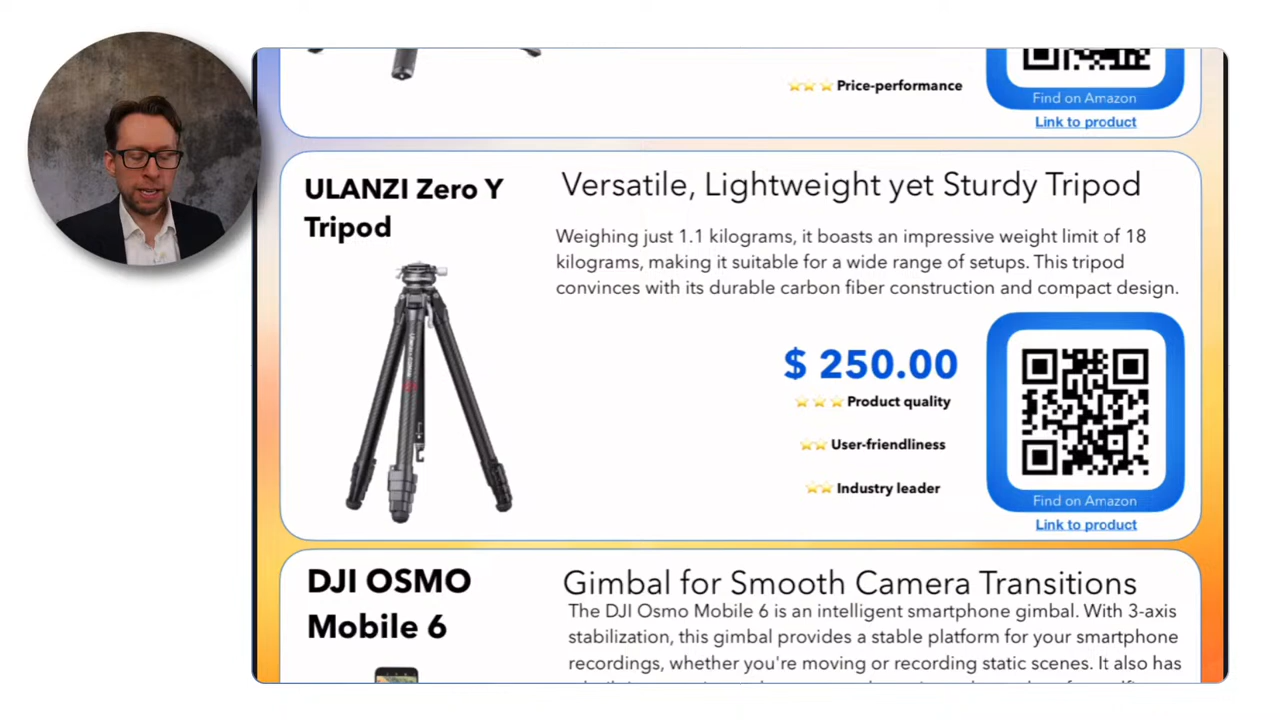 ⭐⭐⭐ Price-performance
Find on Amazon
Link to product
ULANZI Zero Y
Tripod
Versatile, Lightweight yet Sturdy Tripod
Weighing just 1.1 kilograms, it boasts an impressive weight limit of 18
kilograms, making it suitable for a wide range of setups. This tripod
convinces with its durable carbon fiber construction and compact design.
$ 250.00
⭐⭐⭐ Product quality
⭐⭐ User-friendliness
⭐⭐ Industry leader
Find on Amazon
Link to product
DJI OSMO
Mobile 6
Gimbal for Smooth Camera Transitions
The DJI Osmo Mobile 6 is an intelligent smartphone gimbal. With 3-axis
stabilization, this gimbal provides a stable platform for your smartphone
recordings, whether you're moving or recording static scenes. It also has